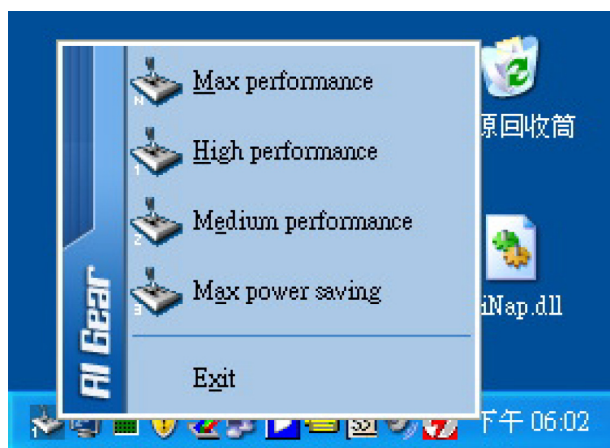 Max performance
High performance
Medium performance
Max power saving
Exit
AI Gear
原回收筒
iNap.dll
下午 06:02